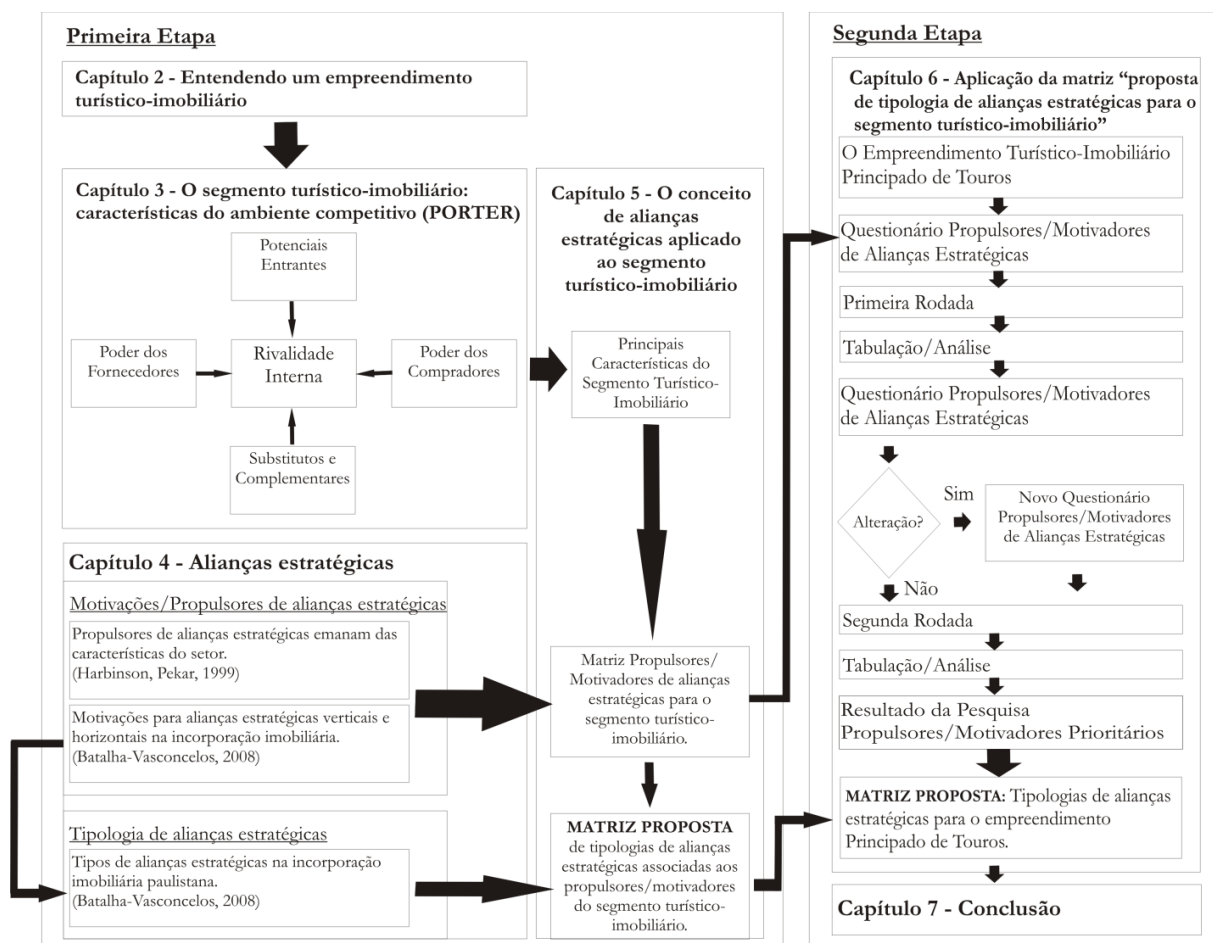 Primeira Etapa
Capítulo 2 - Entendendo um empreendimento
turístico-imobiliário
Capítulo 3 - O segmento turístico-imobiliário:
características do ambiente competitivo (PORTER)
Potenciais
Entrantes
Poder dos
Fornecedores
Rivalidade
Interna
Poder dos
Compradores
Substitutos e
Complementares
Capítulo 4 - Alianças estratégicas
Motivações/Propulsores de alianças estratégicas
Propulsores de alianças estratégicas emanam das
características do setor.
(Harbinson, Pekar, 1999)
Motivações para alianças estratégicas verticais e
horizontais na incorporação imobiliária.
(Batalha-Vasconcelos, 2008)
Tipologia de alianças estratégicas
Tipos de alianças estratégicas na incorporação
imobiliária paulistana.
(Batalha-Vasconcelos, 2008)
Capítulo 5 - O conceito
de alianças
estratégicas aplicado
ao segmento
turístico-imobiliário
Principais
Características do
Segmento Turístico-
Imobiliário
Matriz Propulsores/
Motivadores de alianças
estratégicas para o
segmento turístico-
imobiliário.
MATRIZ PROPOSTA
de tipologias de alianças
estratégicas associadas aos
propulsores/motivadores
do segmento turístico-
imobiliário.
Segunda Etapa
Capítulo 6 - Aplicação da matriz “proposta
de tipologia de alianças estratégicas para o
segmento turístico-imobiliário”
O Empreendimento Turístico-Imobiliário
Principado de Touros
Questionário Propulsores/Motivadores
de Alianças Estratégicas
Primeira Rodada
Tabulação/Análise
Questionário Propulsores/Motivadores
de Alianças Estratégicas
Alteração?
Sim
Novo Questionário
Propulsores/Motivadores
de Alianças Estratégicas
Não
Segunda Rodada
Tabulação/Análise
Resultado da Pesquisa
Propulsores/Motivadores Prioritários
MATRIZ PROPOSTA: Tipologias de alianças
estratégicas para o empreendimento
Principado de Touros.
Capítulo 7 - Conclusão